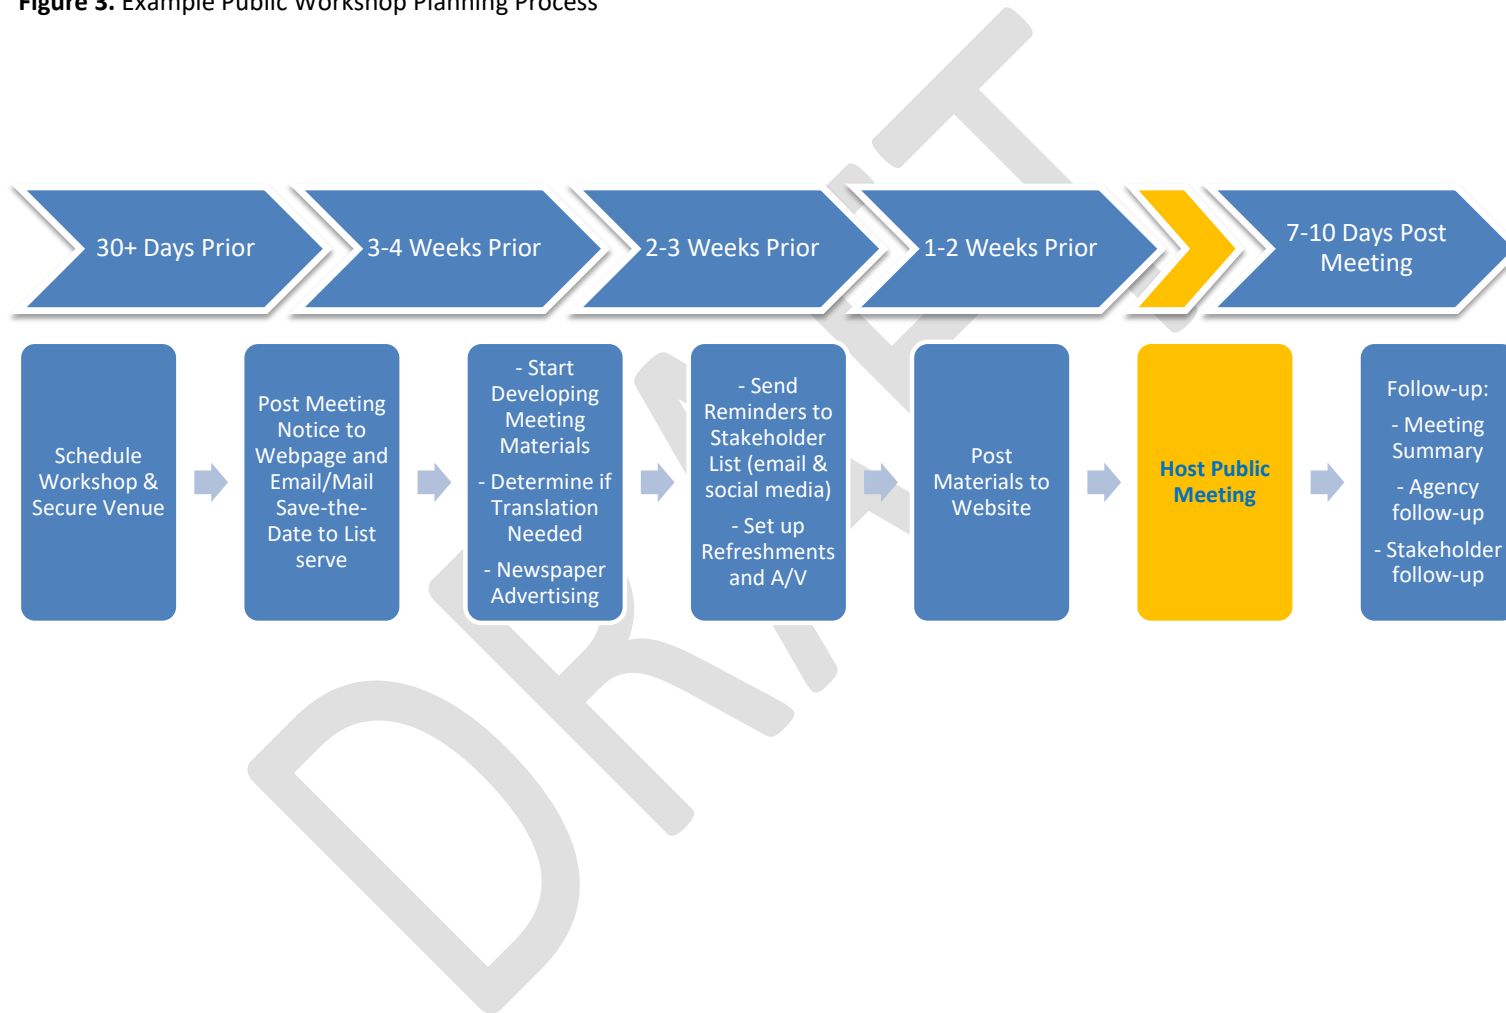 Figure 3. Example Public Workshop Planning Process
30+ Days Prior
3-4 Weeks Prior
2-3 Weeks Prior
1-2 Weeks Prior
7-10 Days Post
Meeting
Schedule
Workshop &
Secure Venue
Post Meeting
Notice to
Webpage and
Email/Mail
Save-the-
Date to List
serve
- Start
Developing
Meeting
Materials
- Determine if
Translation
Needed
- Newspaper
Advertising
- Send
Reminders to
Stakeholder
List (email &
social media)
- Set up
Refreshments
and A/V
Post
Materials to
Website
Host Public
Meeting
Follow-up:
- Meeting
Summary
- Agency
follow-up
- Stakeholder
follow-up
DRAFT